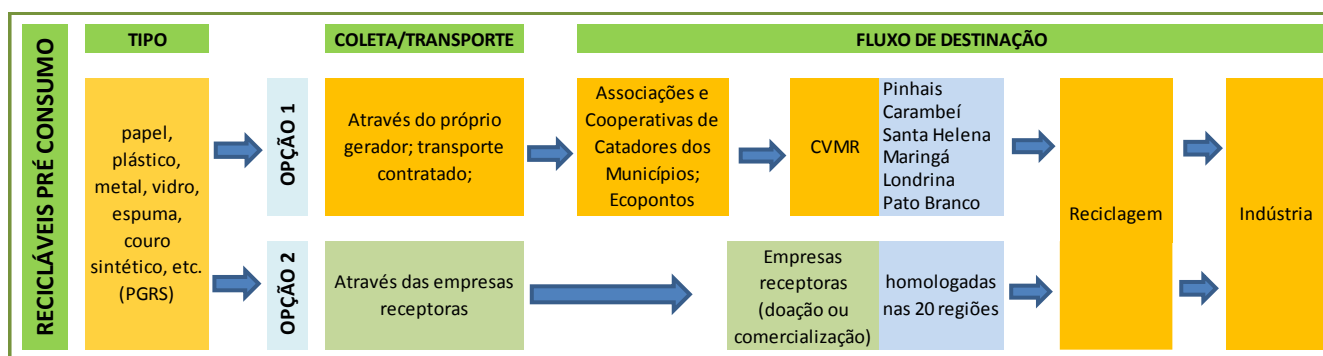 RECICLÁVEIS PRÉ CONSUMO
TIPO
COLETA/TRANSPORTE
FLUXO DE DESTINAÇÃO
papel,
plástico,
metal, vidro,
espuma,
couro
sintético, etc.
(PGRS)
OPÇÃO 1
Através do próprio
gerador; transporte
contratado;
Associações e
Cooperativas de
Catadores dos
Municípios;
Ecopontos
CVMR
Pinhais
Carambeí
Santa Helena
Maringá
Londrina
Pato Branco
OPÇÃO 2
Através das empresas
receptoras
Empresas
receptoras
(doação ou
comercialização)
homologadas
nas 20 regiões
Reciclagem
Indústria